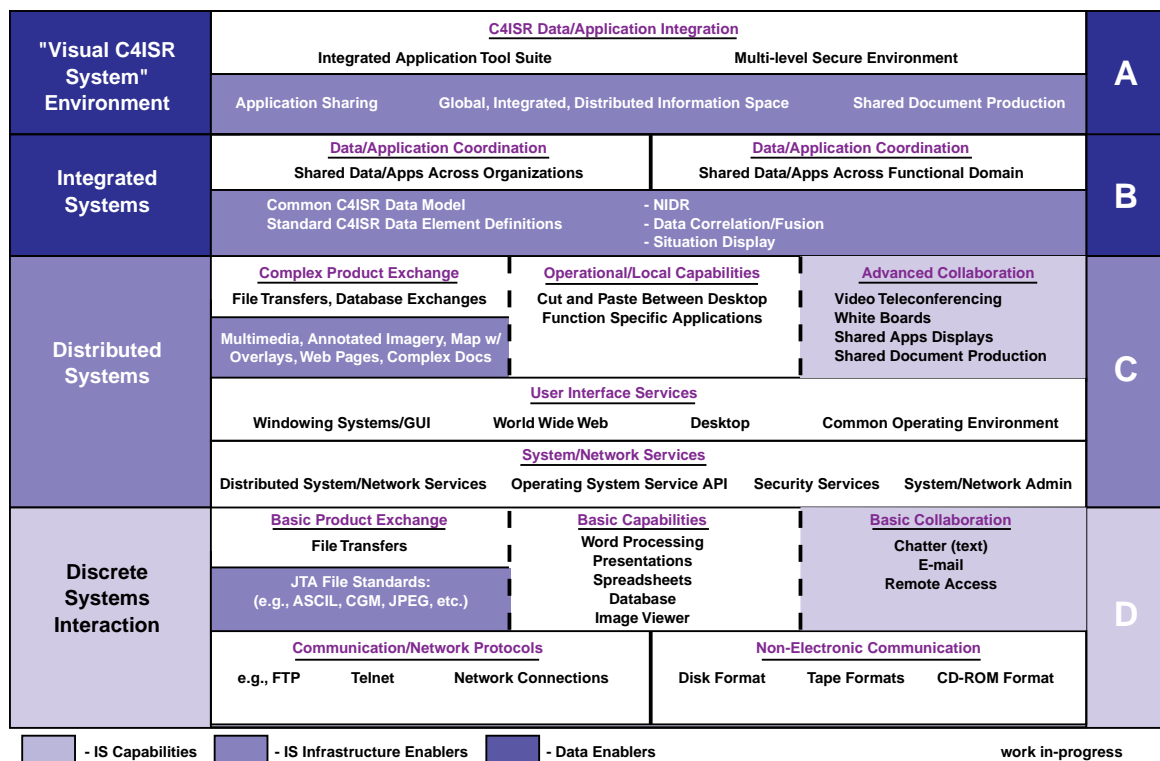 "Visual C4ISR
System"
Environment
C4ISR Data/Application Integration
Integrated Application Tool Suite
Multi-level Secure Environment
Application Sharing
Global, Integrated, Distributed Information Space
Shared Document Production
A
Integrated
Systems
Data/Application Coordination
Shared Data/Apps Across Organizations
Data/Application Coordination
Shared Data/Apps Across Functional Domain
Common C4ISR Data Model
Standard C4ISR Data Element Definitions
- NIDR
- Data Correlation/Fusion
- Situation Display
B
Distributed
Systems
Complex Product Exchange
File Transfers, Database Exchanges
Multimedia, Annotated Imagery, Map w/
Overlays, Web Pages, Complex Docs
Operational/Local Capabilities
Cut and Paste Between Desktop
Function Specific Applications
Advanced Collaboration
Video Teleconferencing
White Boards
Shared Apps Displays
Shared Document Production
User Interface Services
Windowing Systems/GUI
World Wide Web
Desktop
Common Operating Environment
System/Network Services
Distributed System/Network Services
Operating System Service API
Security Services
System/Network Admin
C
Discrete
Systems
Interaction
Basic Product Exchange
File Transfers
JTA File Standards:
(e.g., ASCIL, CGM, JPEG, etc.)
Basic Capabilities
Word Processing
Presentations
Spreadsheets
Database
Image Viewer
Basic Collaboration
Chatter (text)
E-mail
Remote Access
Communication/Network Protocols
e.g., FTP
Telnet
Network Connections
Non-Electronic Communication
Disk Format
Tape Formats
CD-ROM Format
D
- IS Capabilities
- IS Infrastructure Enablers
- Data Enablers
work in-progress